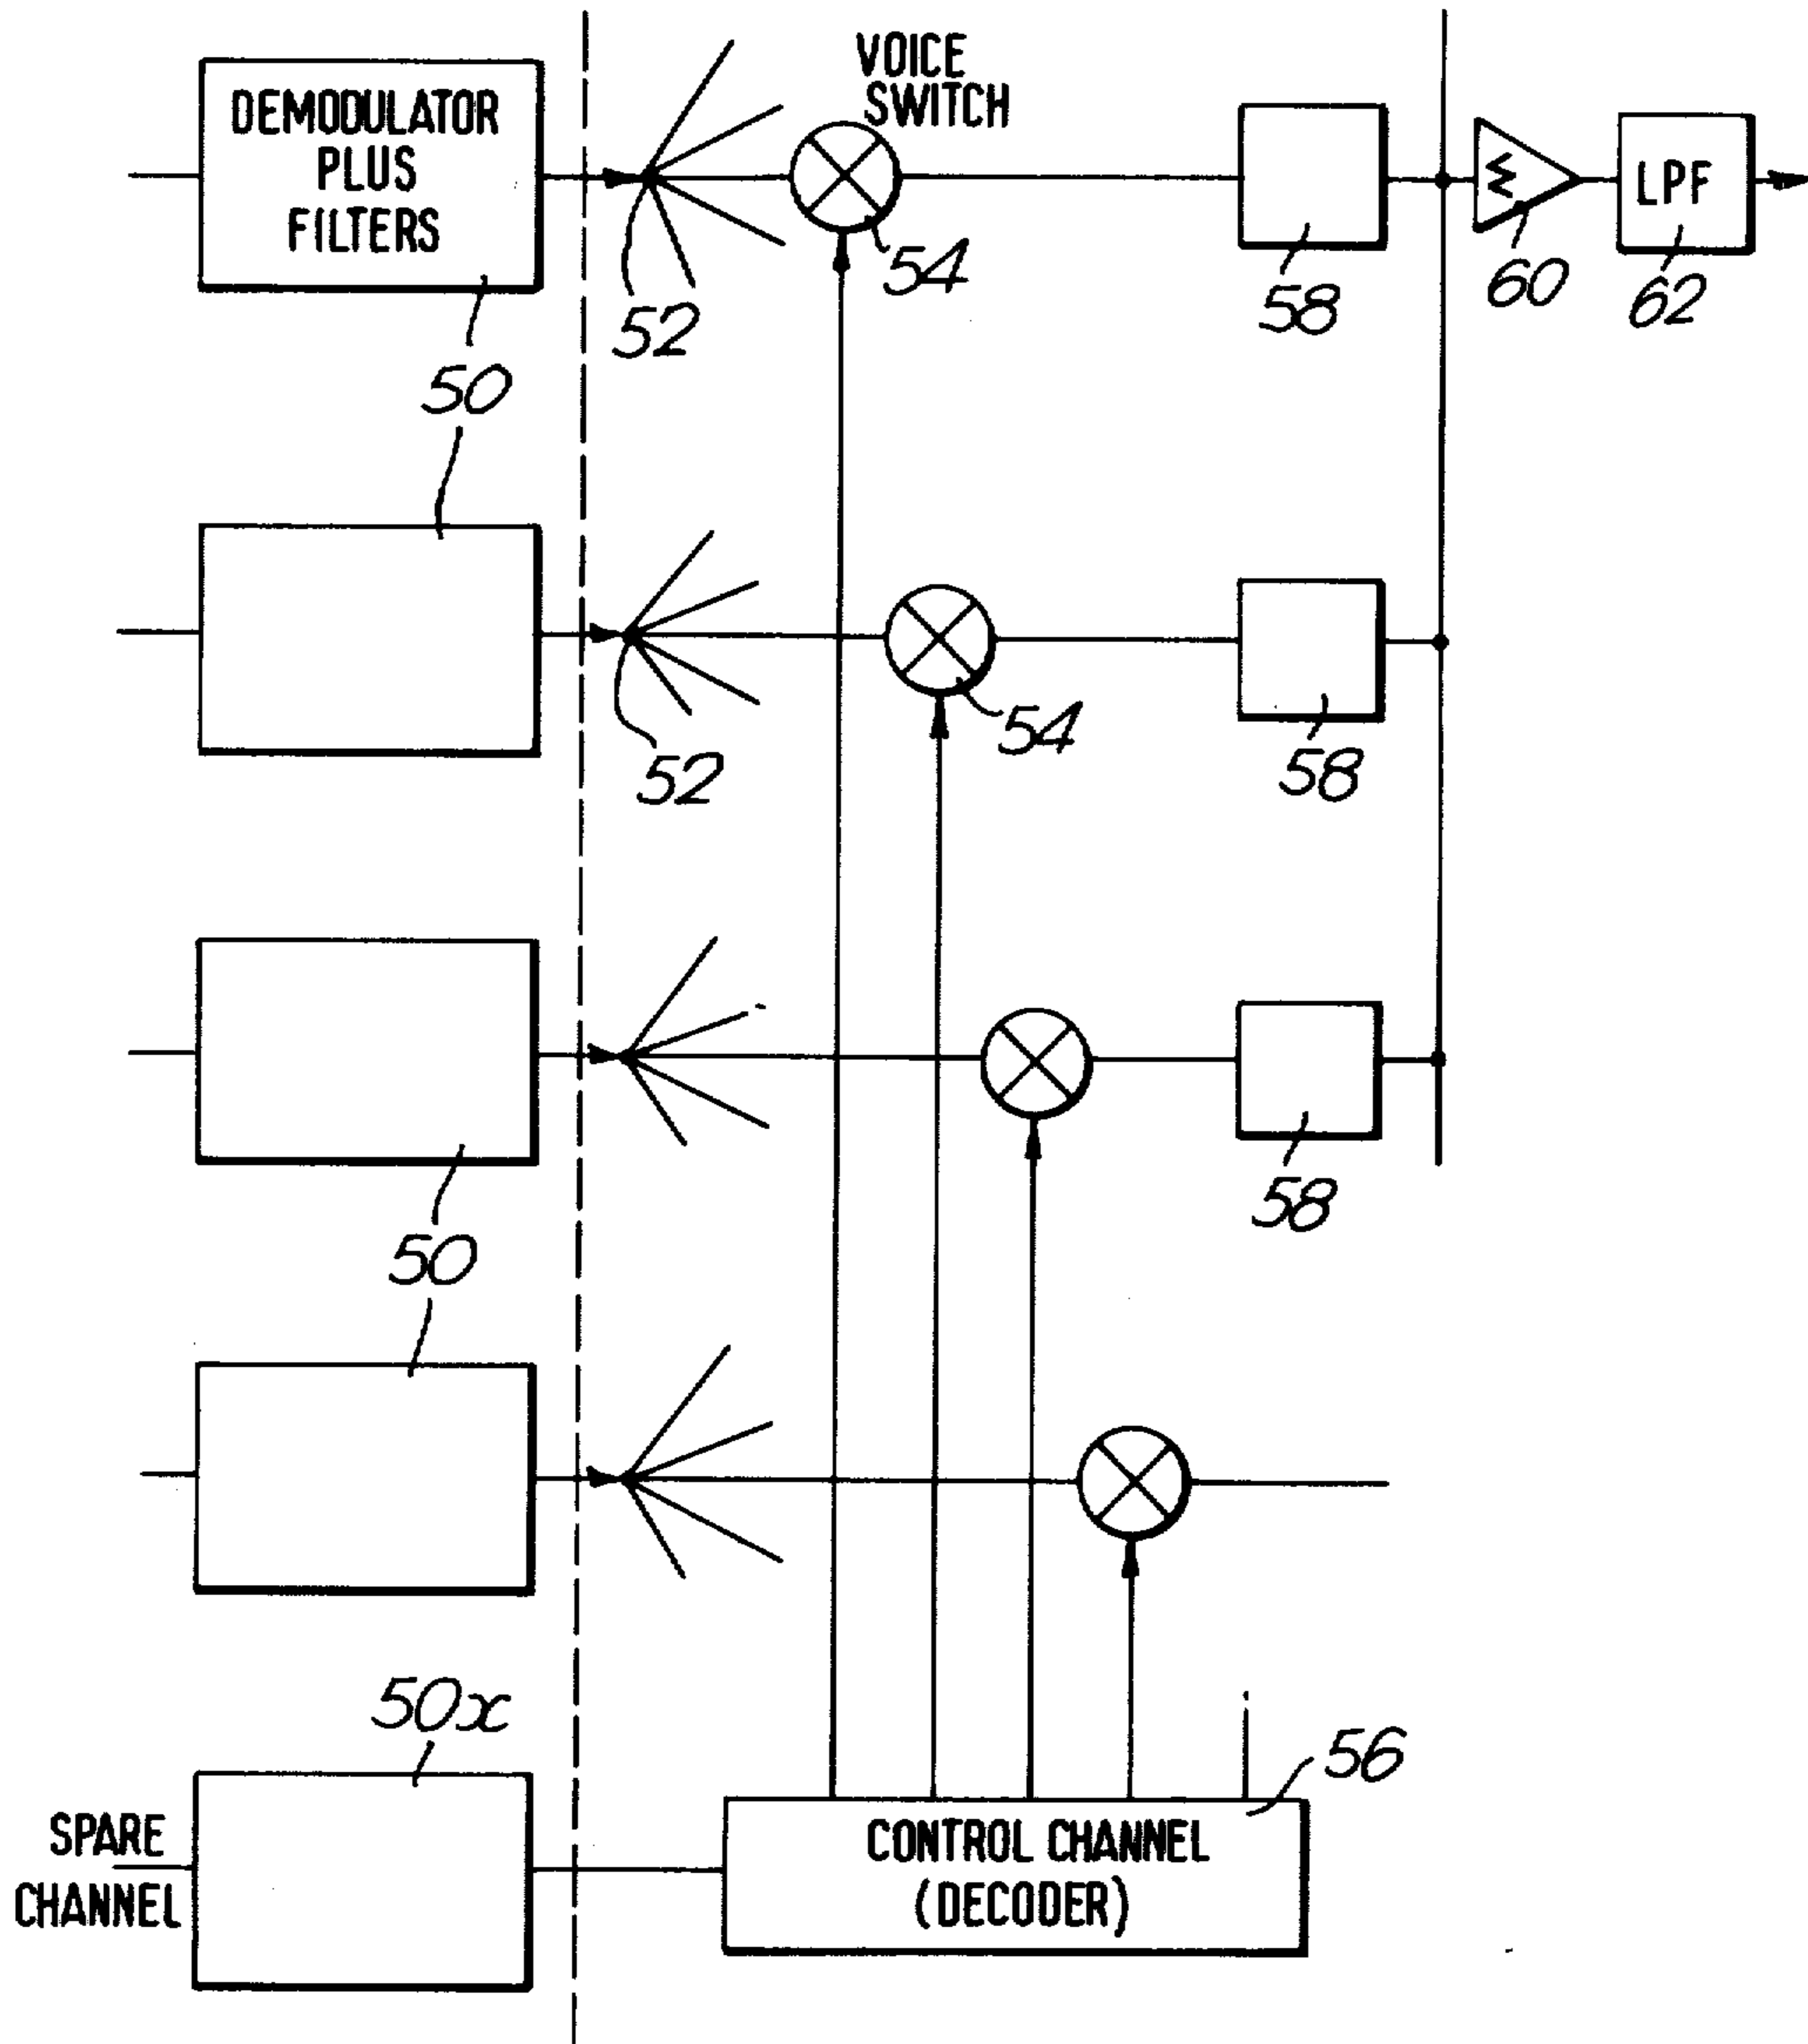 VOICE
SWITCH
DEMODULATOR
PLUS
FILTERS
Σ
LPF
54
58
60
62
52
50
54
58
52
58
50
50x
56
SPARE
CHANNEL
CONTROL CHANNEL
(DECODER)